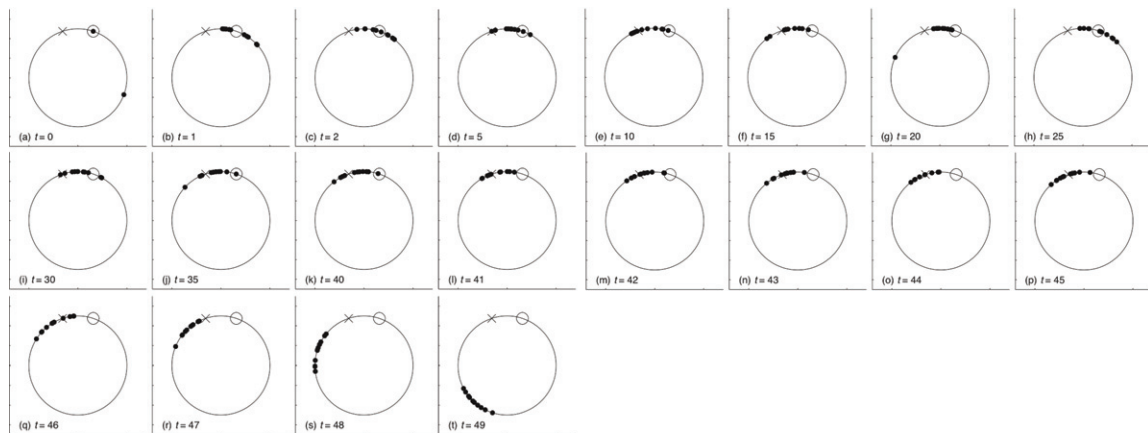 (a) t = 0
(b) t = 1
(c) t = 2
(d) t = 5
(e) t = 10
(f) t = 15
(g) t = 20
(h) t = 25
(i) t = 30
(j) t = 35
(k) t = 40
(l) t = 41
(m) t = 42
(n) t = 43
(o) t = 44
(p) t = 45
(q) t = 46
(r) t = 47
(s) t = 48
(t) t = 49